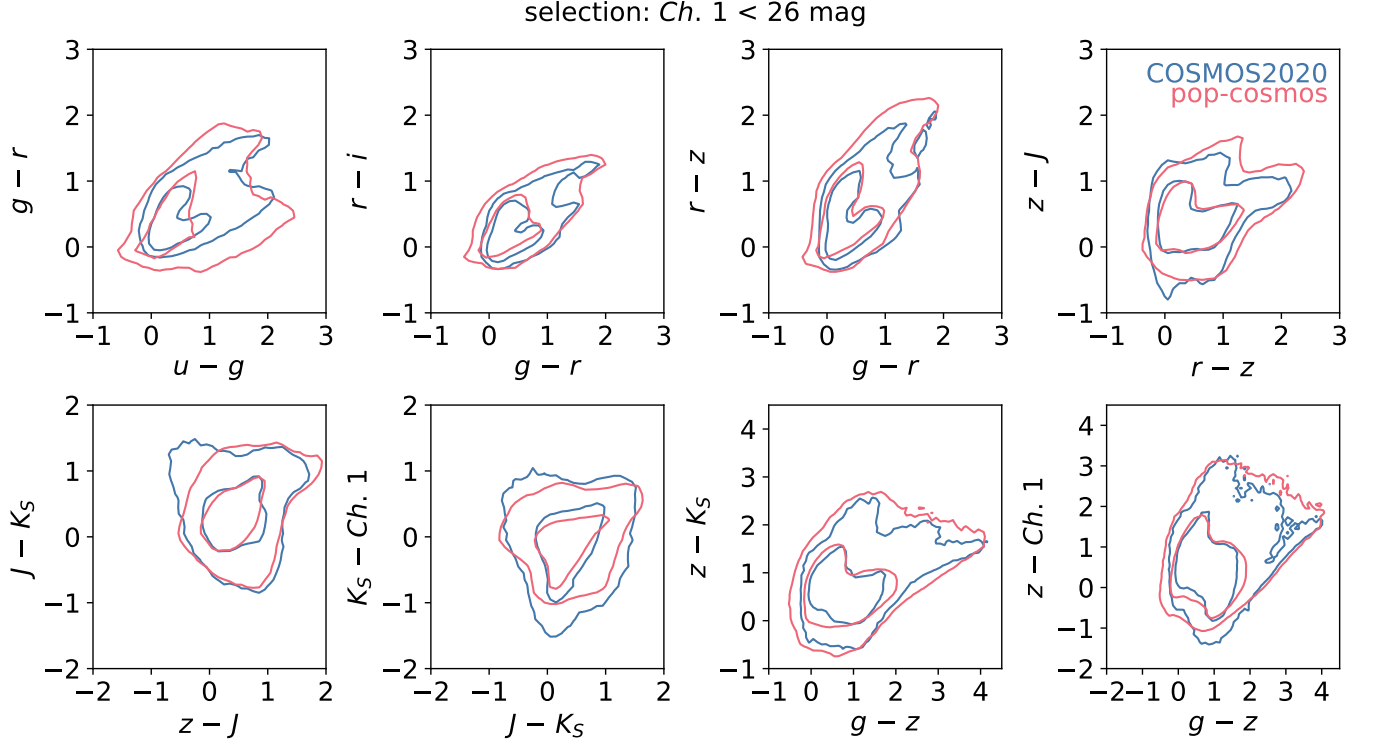 selection: Ch. 1 < 26 mag
3
2
1
0
−1
g − r
−1 0 1 2 3
u − g
3
2
1
0
−1
r − i
−1 0 1 2 3
g − r
3
2
1
0
−1
r − z
−1 0 1 2 3
g − r
COSMOS2020
pop-cosmos
3
2
1
0
−1
z − J
−1 0 1 2 3
r − z
2
1
0
−1
−2
J − K_S
−2 −1 0 1 2
z − J
2
1
0
−1
−2
K_S − Ch. 1
−2 −1 0 1 2
J − K_S
4
3
2
1
0
−1
z − K_S
−1 0 1 2 3 4
g − z
4
3
2
1
0
−1
−2
z − Ch. 1
−2 −1 0 1 2 3 4
g − z